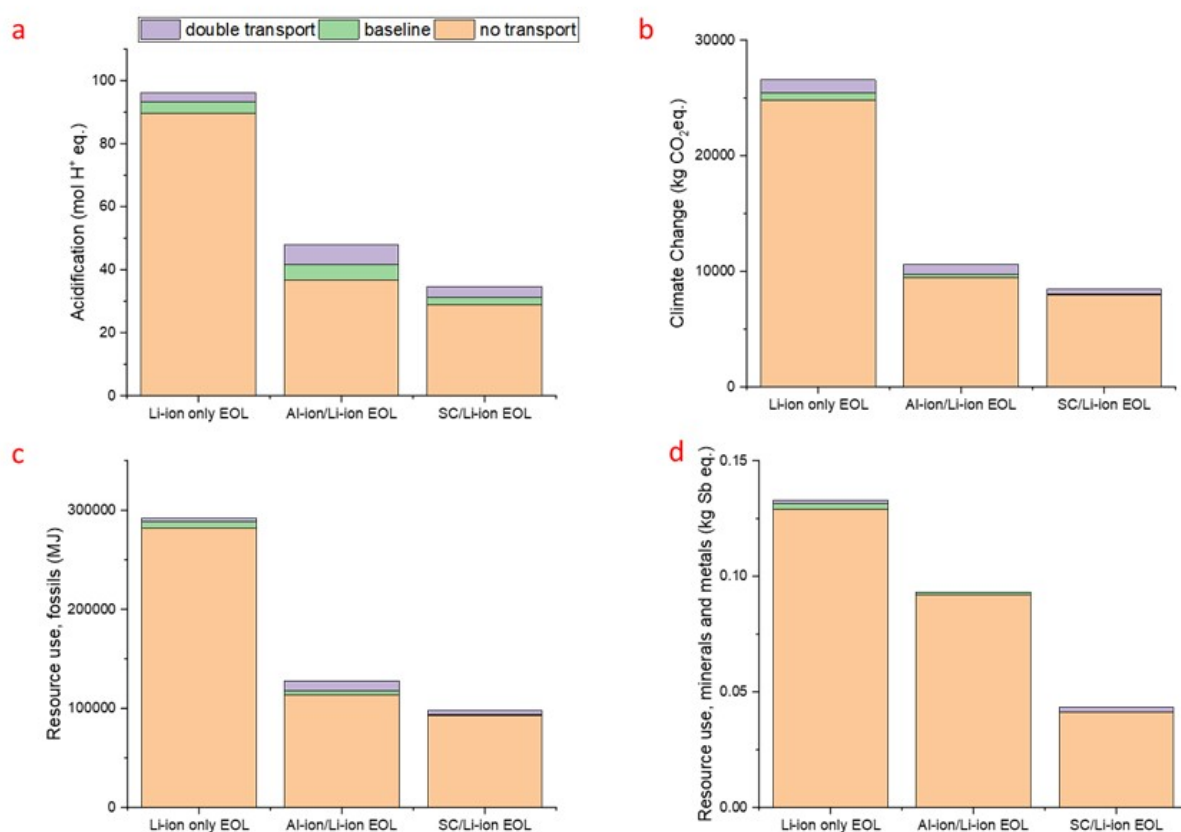 a
double transport baseline no transport
Acidification (mol H⁺ eq.)
100
80
60
40
20
0
Li-ion only EOL Al-ion/Li-ion EOL SC/Li-ion EOL
b
Climate Change (kg CO₂eq.)
30000
20000
10000
0
Li-ion only EOL Al-ion/Li-ion EOL SC/Li-ion EOL
c
Resource use, fossils (MJ)
300000
200000
100000
0
Li-ion only EOL Al-ion/Li-ion EOL SC/Li-ion EOL
d
Resource use, minerals and metals (kg Sb eq.)
0.15
0.10
0.05
0.00
Li-ion only EOL Al-ion/Li-ion EOL SC/Li-ion EOL